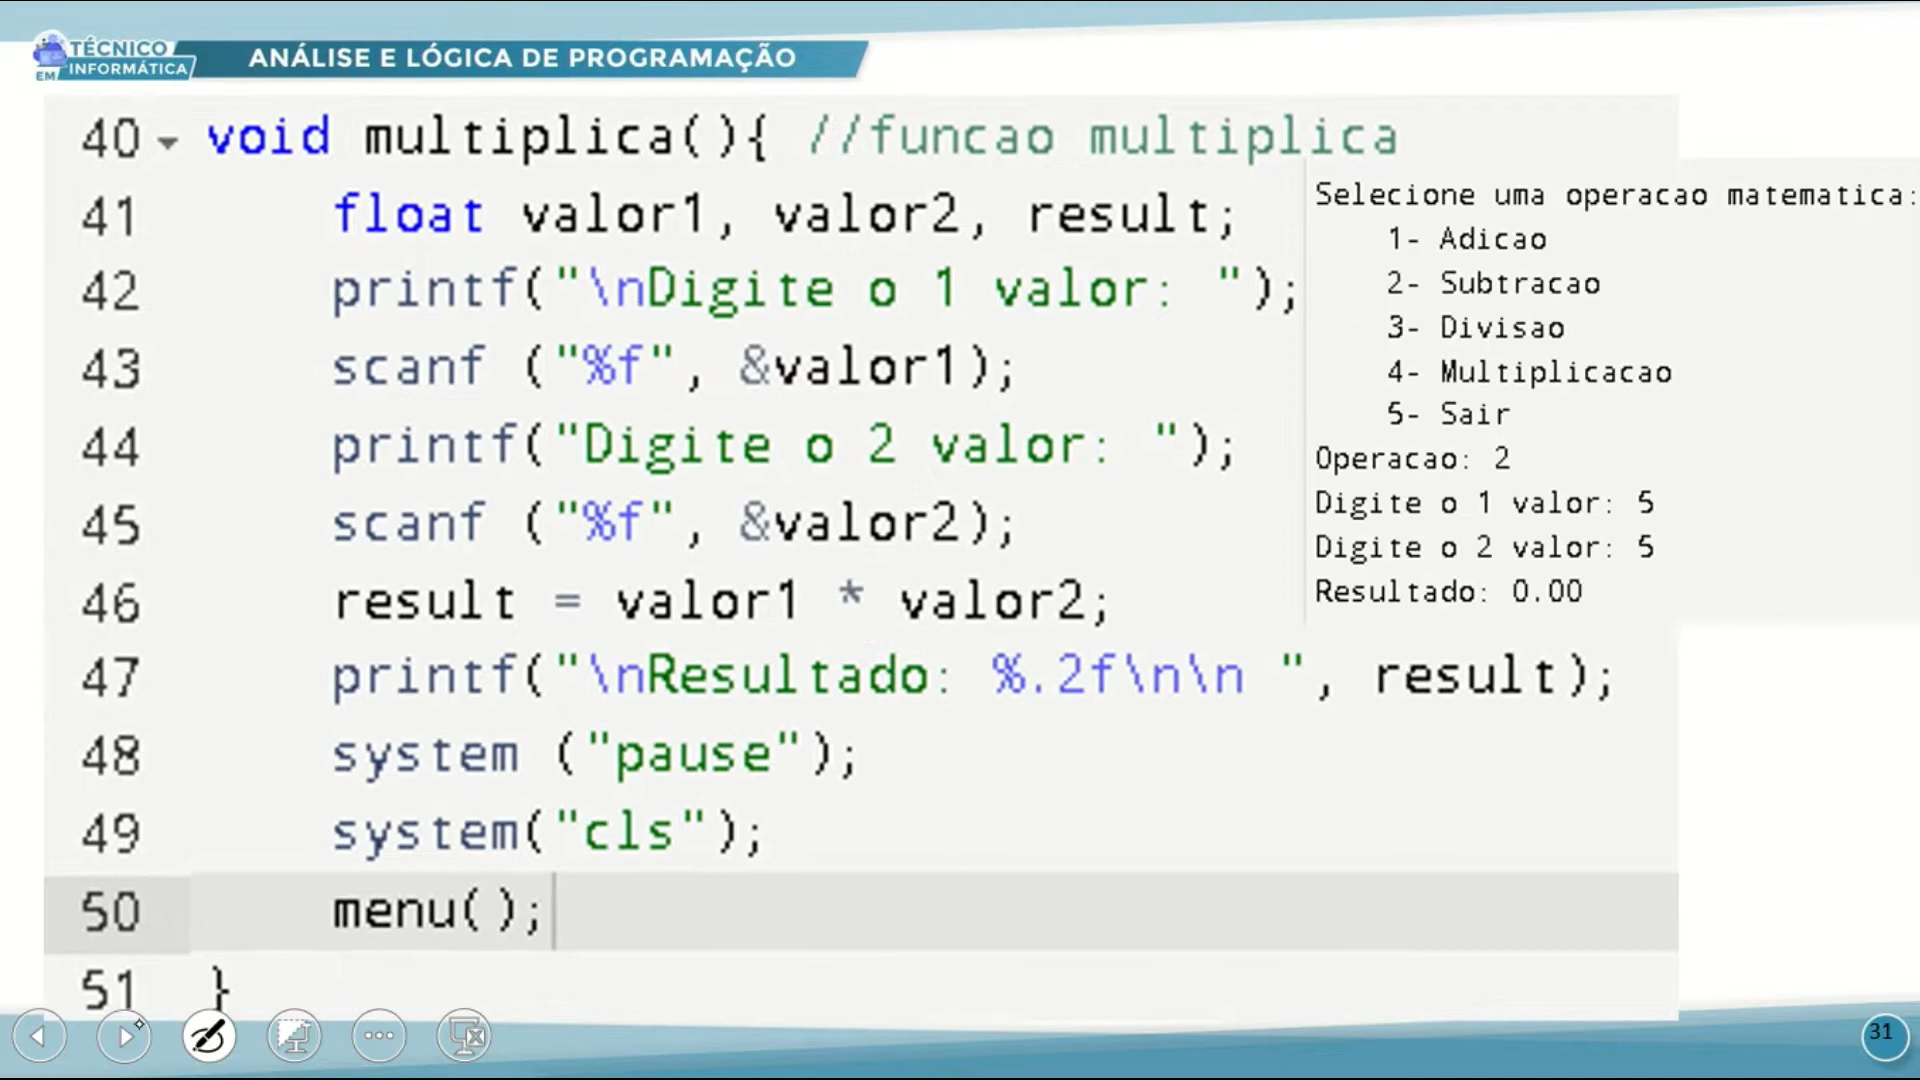 TÉCNICO
EM INFORMÁTICA
ANÁLISE E LÓGICA DE PROGRAMAÇÃO
40 void multiplica(){ //funcao multiplica
41 float valor1, valor2, result;
42 printf("\nDigite o 1 valor: ");
43 scanf ("%f", &valor1);
44 printf("Digite o 2 valor: ");
45 scanf ("%f", &valor2);
46 result = valor1 * valor2;
47 printf("\nResultado: %.2f\n\n ", result);
48 system ("pause");
49 system("cls");
50 menu();
51 }
Selecione uma operacao matematica:
1- Adicao
2- Subtracao
3- Divisao
4- Multiplicacao
5- Sair
Operacao: 2
Digite o 1 valor: 5
Digite o 2 valor: 5
Resultado: 0.00
31